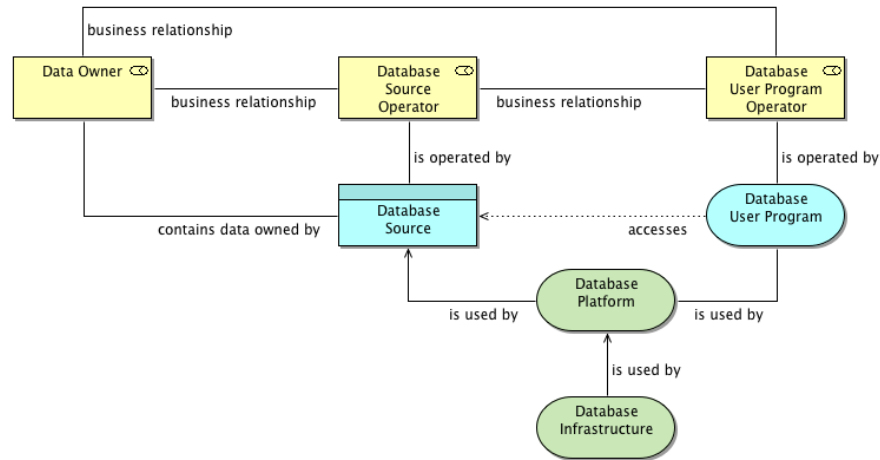 business relationship
Data Owner
Database
Source
Operator
Database
User Program
Operator
business relationship
business relationship
is operated by
is operated by
Database
Source
Database
User Program
contains data owned by
accesses
Database
Platform
is used by
is used by
is used by
Database
Infrastructure